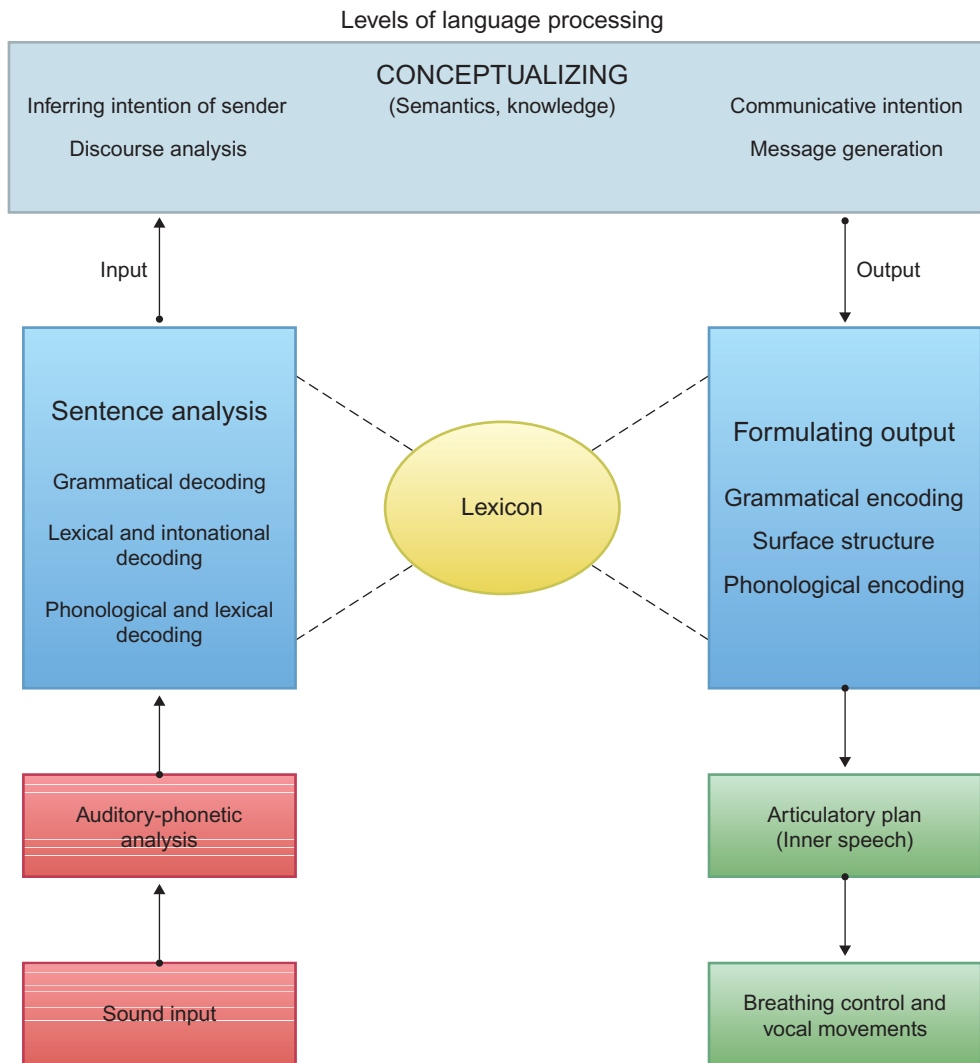 Levels of language processing
CONCEPTUALIZING
(Semantics, knowledge)
Inferring intention of sender
Discourse analysis
Communicative intention
Message generation
Input
Output
Sentence analysis
Grammatical decoding
Lexical and intonational
decoding
Phonological and lexical
decoding
Lexicon
Formulating output
Grammatical encoding
Surface structure
Phonological encoding
Auditory-phonetic
analysis
Articulatory plan
(Inner speech)
Sound input
Breathing control and
vocal movements